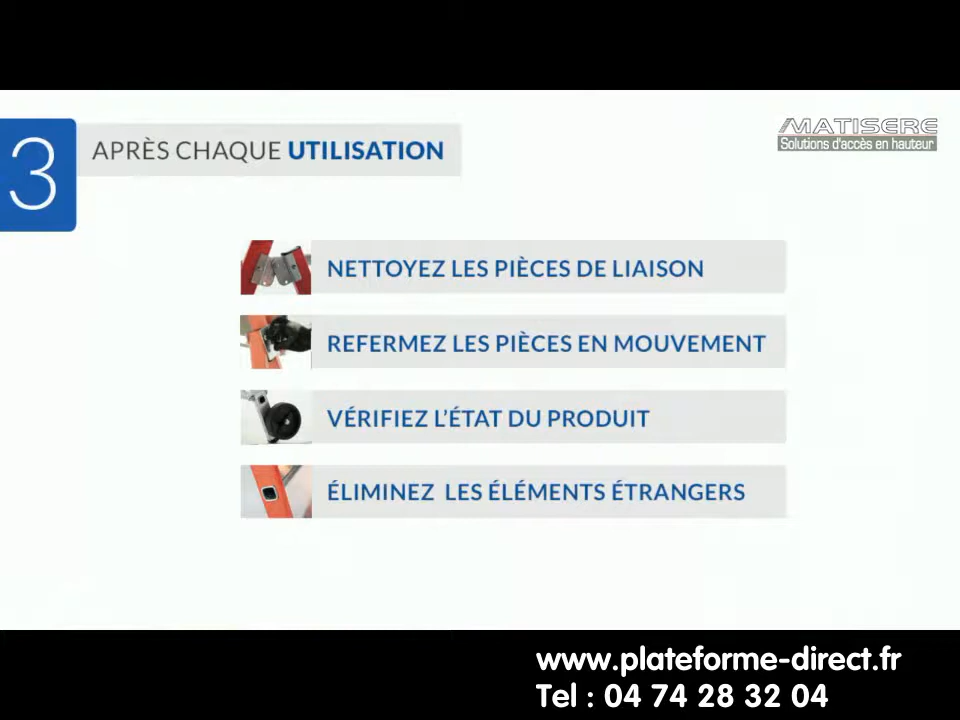 3
APRÈS CHAQUE UTILISATION
MATISERE
Solutions d'accès en hauteur
NETTOYEZ LES PIÈCES DE LIAISON
REFERMEZ LES PIÈCES EN MOUVEMENT
VÉRIFIEZ L'ÉTAT DU PRODUIT
ÉLIMINEZ LES ÉLÉMENTS ÉTRANGERS
www.plateforme-direct.fr
Tel : 04 74 28 32 04